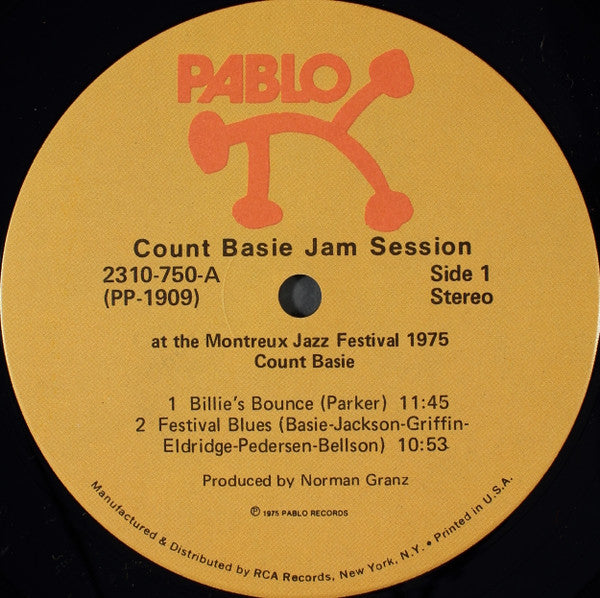 PABLO
Count Basie Jam Session
2310-750-A Side 1
(PP-1909) Stereo
at the Montreux Jazz Festival 1975
Count Basie
1 Billie's Bounce (Parker) 11:45
2 Festival Blues (Basie-Jackson-Griffin-
Eldridge-Pedersen-Bellson) 10:53
Produced by Norman Granz
Ⓟ 1975 PABLO RECORDS
Manufactured & Distributed by RCA Records, New York, N.Y. • Printed in U.S.A.